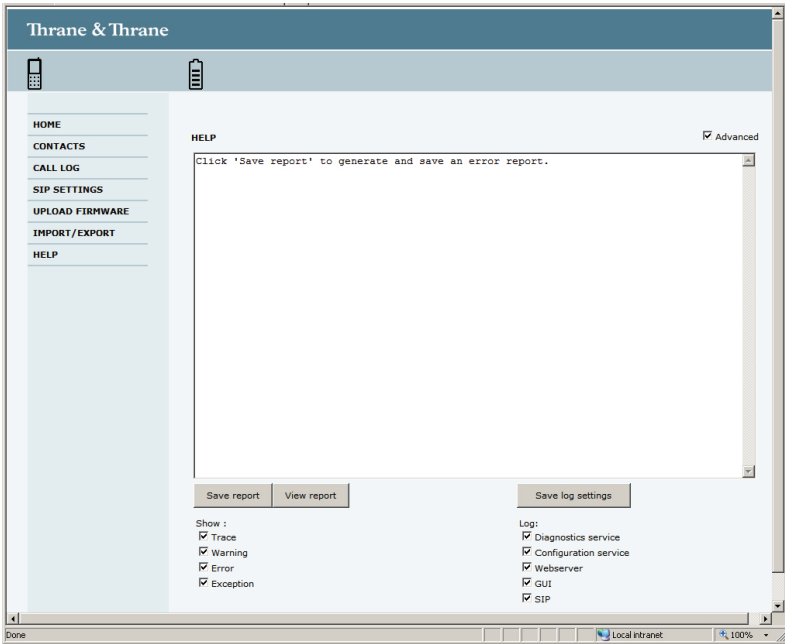 Thrane & Thrane
HOME
CONTACTS
CALL LOG
SIP SETTINGS
UPLOAD FIRMWARE
IMPORT/EXPORT
HELP
HELP
Advanced
Click 'Save report' to generate and save an error report.
Save report
View report
Save log settings
Show :
Trace
Warning
Error
Exception
Log:
Diagnostics service
Configuration service
Webserver
GUI
SIP
Done
Local intranet
100%